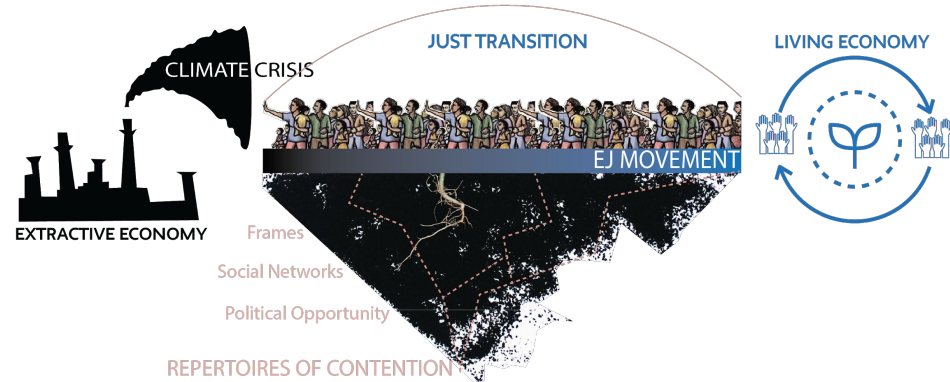 JUST TRANSITION
LIVING ECONOMY
CLIMATE CRISIS
EJ MOVEMENT
EXTRACTIVE ECONOMY
Frames
Social Networks
Political Opportunity
REPERTOIRES OF CONTENTION